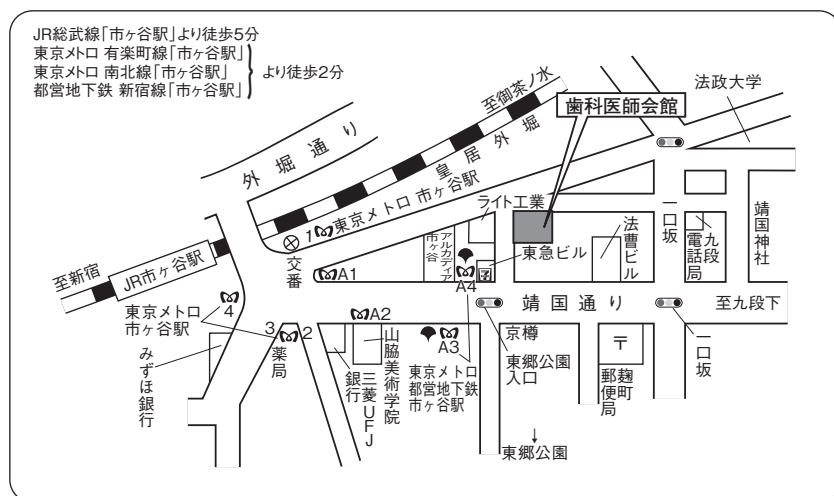 JR総武線「市ヶ谷駅」より徒歩5分
東京メトロ 有楽町線「市ヶ谷駅」
東京メトロ 南北線「市ヶ谷駅」
都営地下鉄 新宿線「市ヶ谷駅」
より徒歩2分
至御茶ノ水
歯科医師会館
法政大学
外堀通り
皇居外堀
ライト工業
1
東京メトロ 市ヶ谷駅
交番
アルカディア
市ヶ谷
東急ビル
法曹ビル
一口坂
九段
電話局
靖国神社
至新宿
JR市ヶ谷駅
A1
A4
靖国通り
至九段下
4
東京メトロ
市ヶ谷駅
3
2
薬局
A2
A3
京樽
東郷公園
入口
〒
麹町
郵便局
一口坂
みずほ銀行
三菱UFJ
銀行
山脇美術学院
東京メトロ
都営地下鉄
市ヶ谷駅
↓
東郷公園